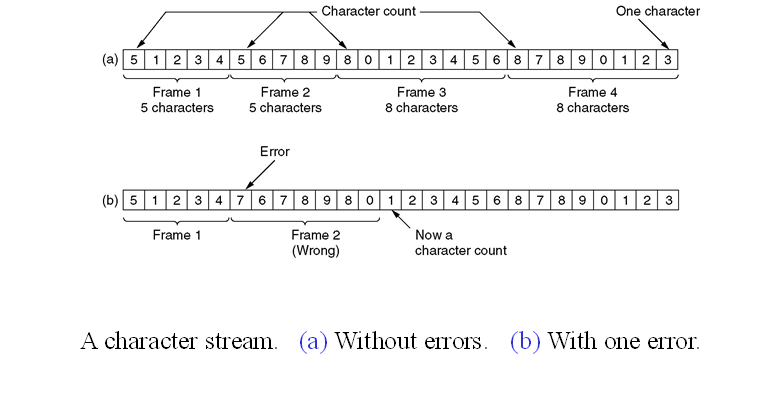 Character count One character
(a) 5 1 2 3 4 5 6 7 8 9 8 0 1 2 3 4 5 6 8 7 8 9 0 1 2 3
Frame 1 Frame 2 Frame 3 Frame 4
5 characters 5 characters 8 characters 8 characters
Error
(b) 5 1 2 3 4 7 6 7 8 9 8 0 1 2 3 4 5 6 8 7 8 9 0 1 2 3
Frame 1 Frame 2 Now a
(Wrong) character count
A character stream. (a) Without errors. (b) With one error.